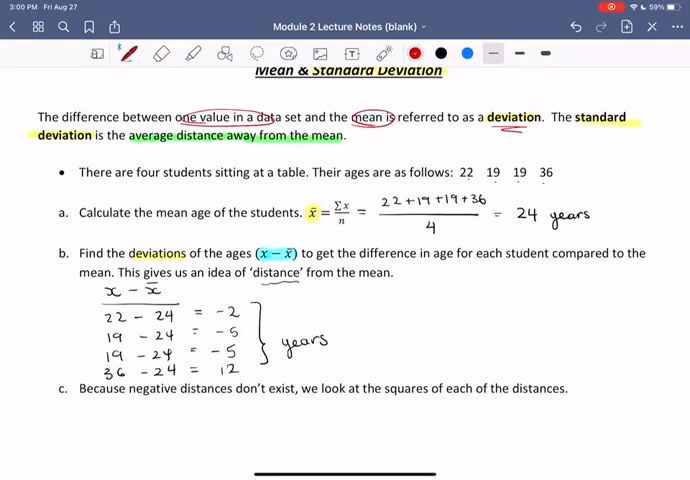 3:00 PM Fri Aug 27
59%
Module 2 Lecture Notes (blank)
Mean & Standard Deviation
The difference between one value in a data set and the mean is referred to as a deviation. The standard
deviation is the average distance away from the mean.
• There are four students sitting at a table. Their ages are as follows: 22 19 19 36
a. Calculate the mean age of the students. x̄ = Σx/n = (22+19+19+36)/4 = 24 years
b. Find the deviations of the ages (x − x̄) to get the difference in age for each student compared to the
mean. This gives us an idea of 'distance' from the mean.
x − x̄
22 − 24 = −2
19 − 24 = −5
19 − 24 = −5
36 − 24 = 12
years
c. Because negative distances don't exist, we look at the squares of each of the distances.